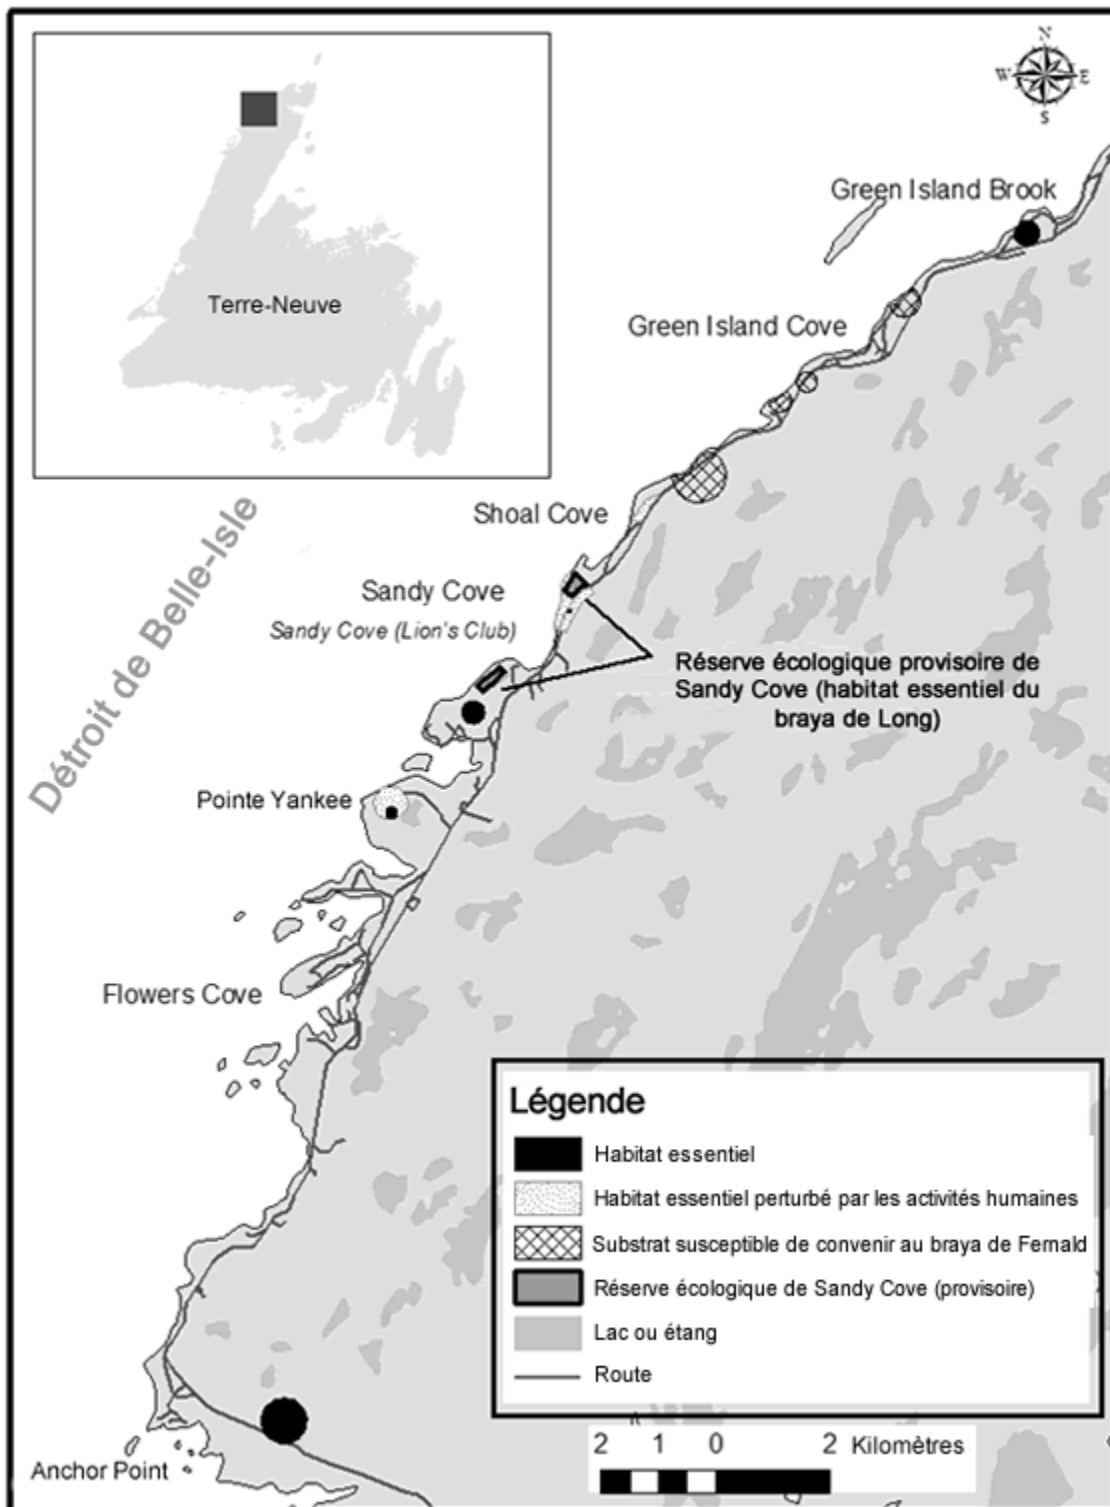 N
W E
S
Terre-Neuve
Green Island Brook
Green Island Cove
Shoal Cove
Détroit de Belle-Isle
Sandy Cove
Sandy Cove (Lion's Club)
Réserve écologique provisoire de
Sandy Cove (habitat essentiel du
braya de Long)
Pointe Yankee
Flowers Cove
Anchor Point
Légende
Habitat essentiel
Habitat essentiel perturbé par les activités humaines
Substrat susceptible de convenir au braya de Fernald
Réserve écologique de Sandy Cove (provisoire)
Lac ou étang
Route
2 1 0 2 Kilomètres